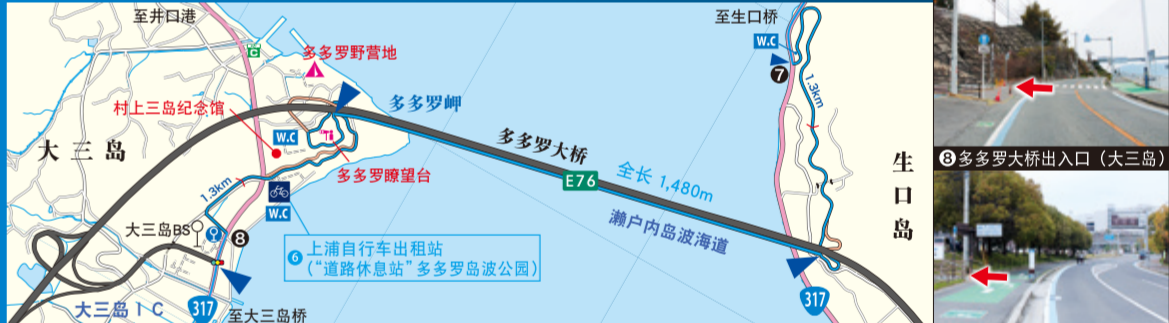 至井口港
C
多多罗野营地
村上三岛纪念馆
W.C
多多罗岬
大三岛
多多罗瞭望台
1.3km
W.C
大三岛BS
8
6 上浦自行车出租站
(“道路休息站”多多罗岛波公园)
大三岛IC
317
至大三岛桥
多多罗大桥
E76
全长 1,480m
濑户内岛波海道
至生口桥
W.C
7
1.3km
生口岛
317
8 多多罗大桥出入口(大三岛)